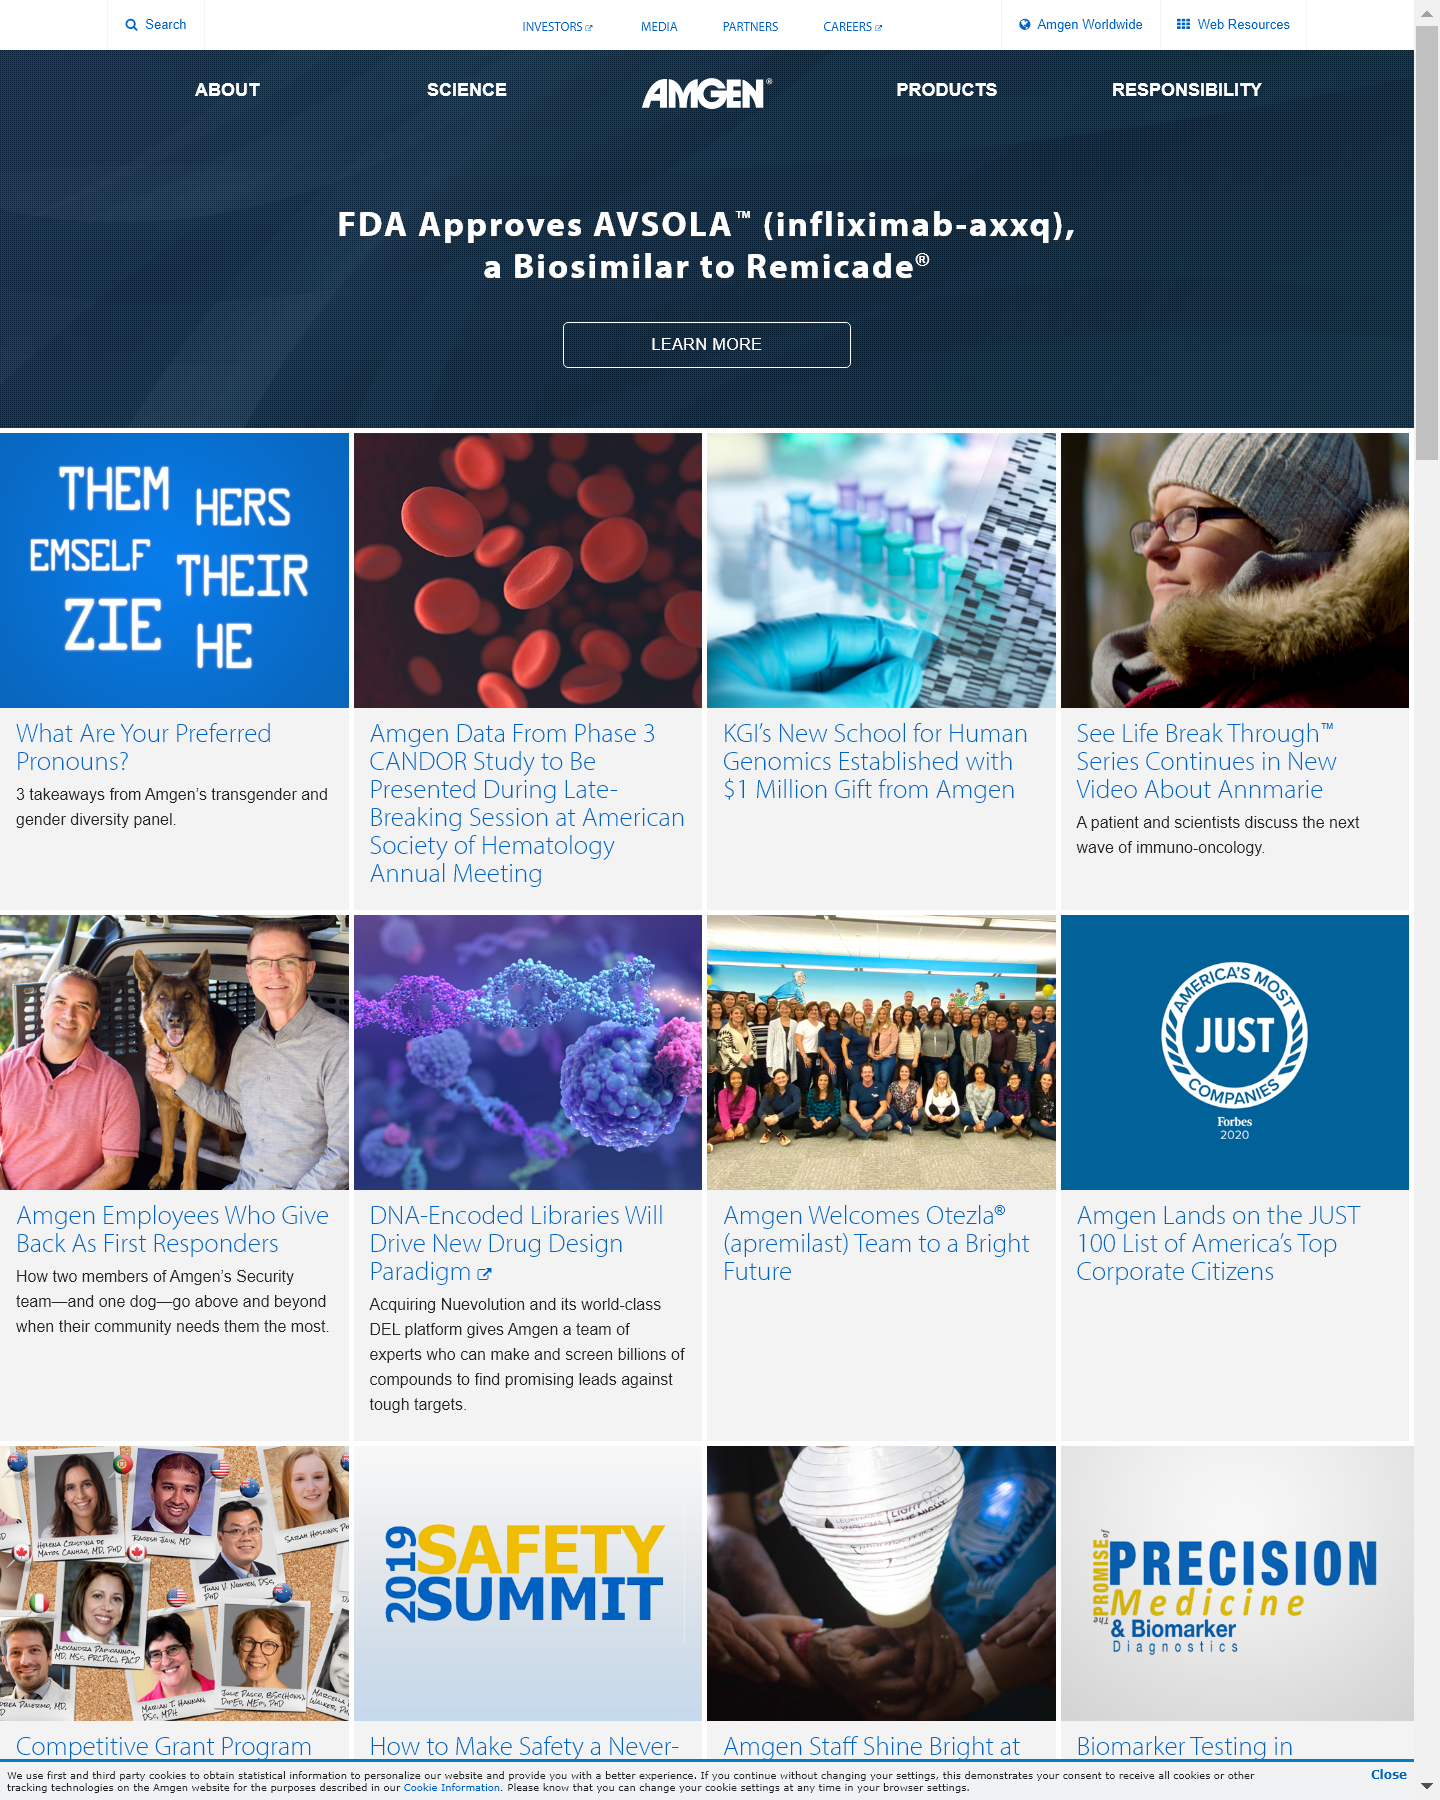 Search
INVESTORS
MEDIA
PARTNERS
CAREERS
Amgen Worldwide
Web Resources
ABOUT
SCIENCE
AMGEN®
PRODUCTS
RESPONSIBILITY
FDA Approves AVSOLA™ (infliximab-axxq),
a Biosimilar to Remicade®
LEARN MORE
THEM
HERS
EMSELF
THEIR
ZIE
HE
What Are Your Preferred
Pronouns?
3 takeaways from Amgen’s transgender and
gender diversity panel.
Amgen Data From Phase 3
CANDOR Study to Be
Presented During Late-
Breaking Session at American
Society of Hematology
Annual Meeting
KGI’s New School for Human
Genomics Established with
$1 Million Gift from Amgen
See Life Break Through™
Series Continues in New
Video About Annmarie
A patient and scientists discuss the next
wave of immuno-oncology.
AMERICA'S MOST
JUST
COMPANIES
Forbes
2020
Amgen Employees Who Give
Back As First Responders
How two members of Amgen’s Security
team—and one dog—go above and beyond
when their community needs them the most.
DNA-Encoded Libraries Will
Drive New Drug Design
Paradigm
Acquiring Nuevolution and its world-class
DEL platform gives Amgen a team of
experts who can make and screen billions of
compounds to find promising leads against
tough targets.
Amgen Welcomes Otezla®
(apremilast) Team to a Bright
Future
Amgen Lands on the JUST
100 List of America’s Top
Corporate Citizens
Helena Cristina de
Matos Canhao, MD, PhD
Rajesh Jain, MD
Tuan V. Nguyen, DSc,
PhD
Sarah Hosking, Ph
MD, MSc, FRCP(C), FACP
Marian T. Hannan,
DSc, MPH
Julie Pasco, BSc(Hons),
DipEd, MEpi, PhD
rea Palermo, MD,
D
Marcella
Walker,
2019
SAFETY
SUMMIT
LEUKEMIA
LIGHT
THE NIGHT
The
PROMISE
of
PRECISION
Medicine
& Biomarker
Diagnostics
Competitive Grant Program
How to Make Safety a Never-
Amgen Staff Shine Bright at
Biomarker Testing in
We use first and third party cookies to obtain statistical information to personalize our website and provide you with a better experience. If you continue without changing your settings, this demonstrates your consent to receive all cookies or other
tracking technologies on the Amgen website for the purposes described in our Cookie Information. Please know that you can change your cookie settings at any time in your browser settings.
Close